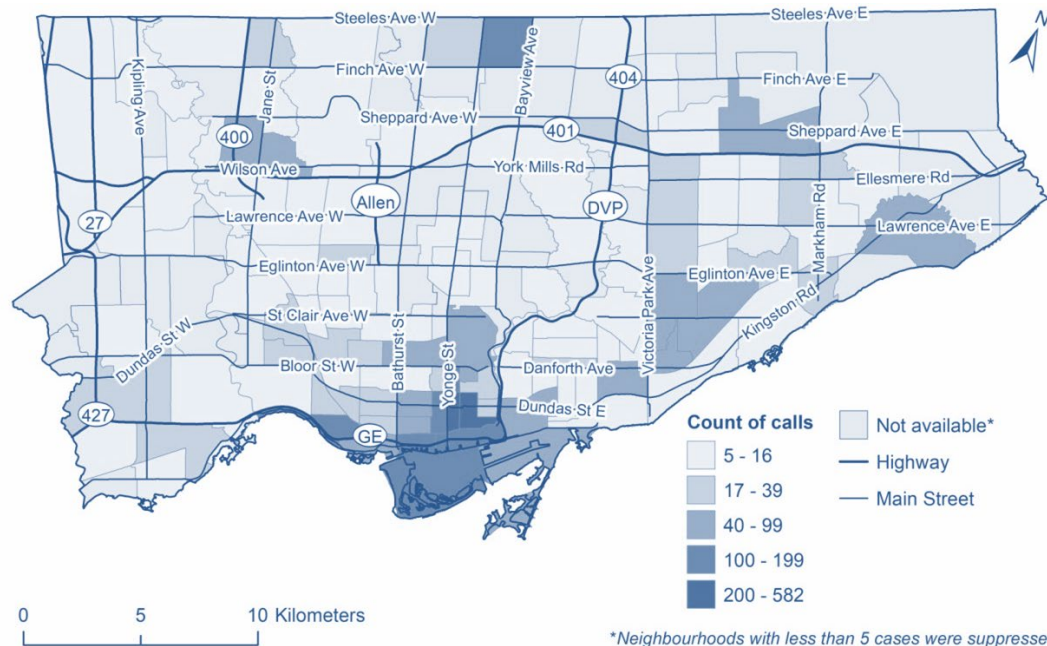 Steeles Ave W
Steeles Ave E
N
Kipling Ave
Jane St
Finch Ave W
Bayview Ave
404
Finch Ave E
400
Sheppard Ave W
401
Sheppard Ave E
Wilson Ave
York Mills Rd
Ellesmere Rd
27
Allen
DVP
Markham Rd
Lawrence Ave W
Lawrence Ave E
Eglinton Ave W
Victoria Park Ave
Eglinton Ave E
Dundas St W
St Clair Ave W
Bathurst St
Yonge St
Kingston Rd
Bloor St W
Danforth Ave
427
GE
Dundas St E
Count of calls
5 - 16
17 - 39
40 - 99
100 - 199
200 - 582
Not available*
Highway
Main Street
0 5 10 Kilometers
*Neighbourhoods with less than 5 cases were suppresse